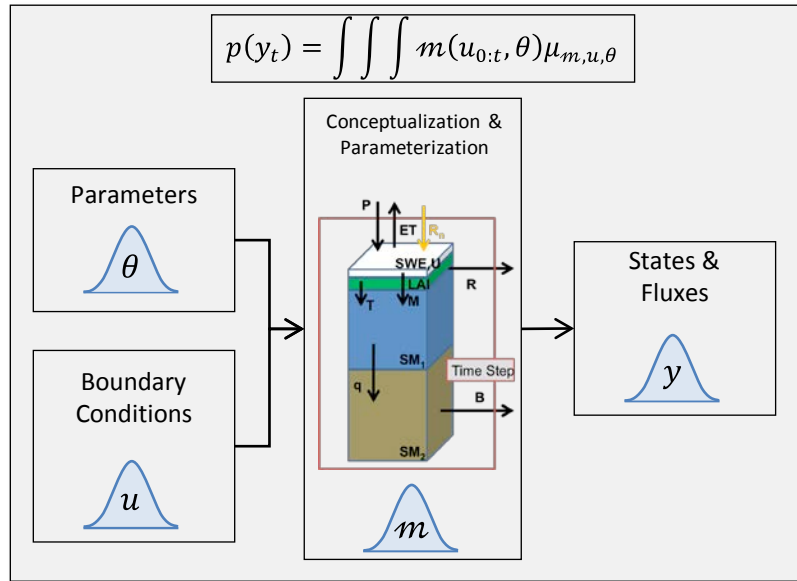 p(y_t) = ∫ ∫ ∫ m(u_{0:t}, θ)μ_{m,u,θ}
Conceptualization &
Parameterization
Parameters
θ
Boundary
Conditions
u
P
ET
R_n
SWE,U
LAI
R
T
M
SM_1
Time Step
q
B
SM_2
m
States &
Fluxes
y